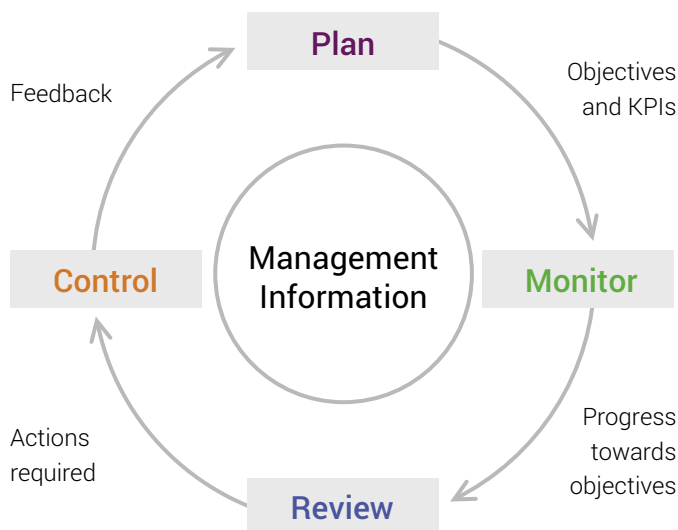 Plan
Feedback
Objectives
and KPIs
Control
Management
Information
Monitor
Actions
required
Progress
towards
objectives
Review